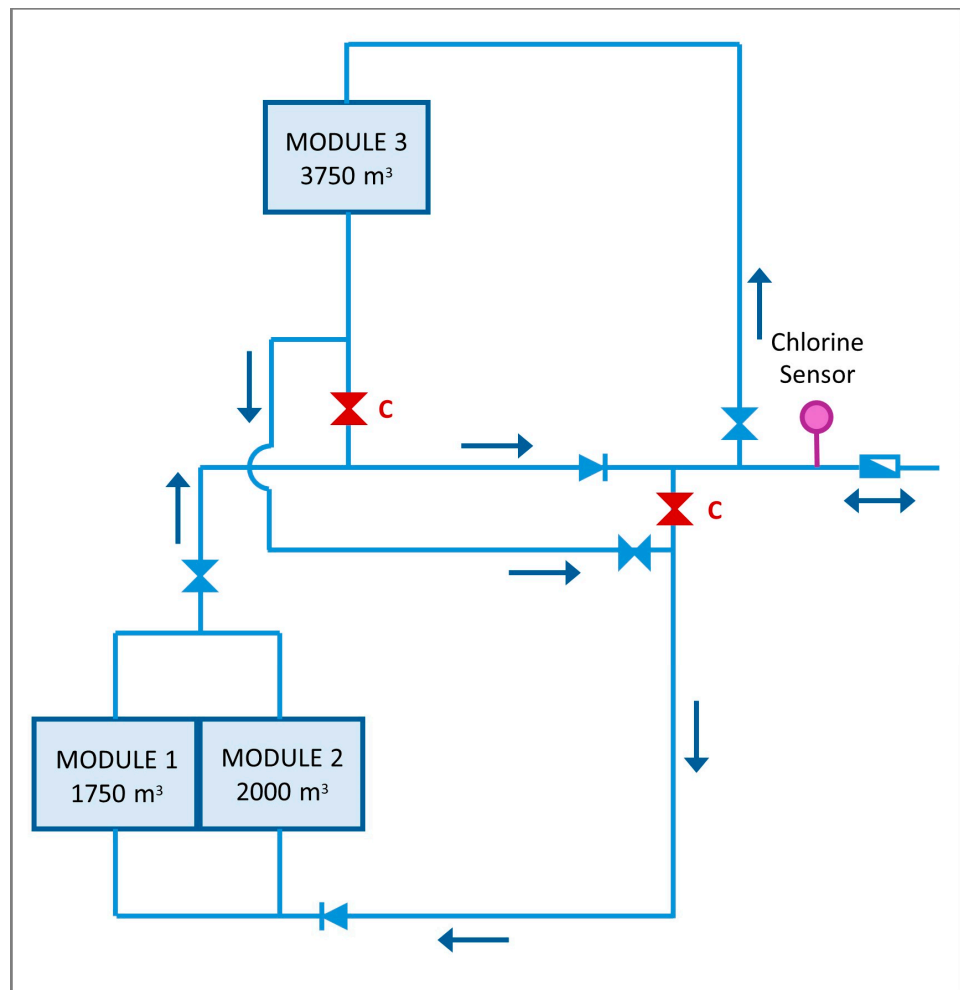 MODULE 3
3750 m³
Chlorine
Sensor
C
C
MODULE 1
1750 m³
MODULE 2
2000 m³